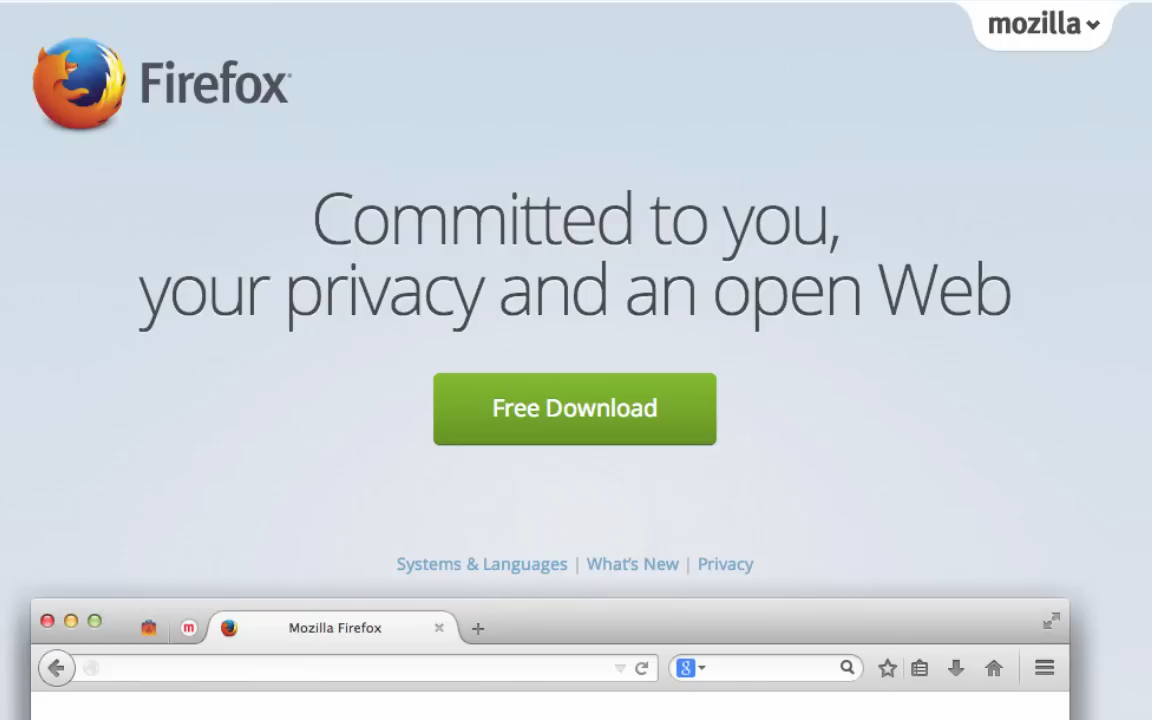 mozilla
Firefox
Committed to you,
your privacy and an open Web
Free Download
Systems & Languages | What's New | Privacy
m
Mozilla Firefox
8